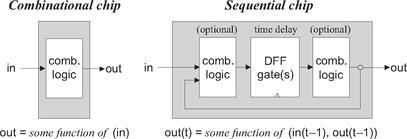 Combinational chip
in
comb.
logic
out
out = some function of (in)
Sequential chip
(optional)
time delay
(optional)
in
comb.
logic
DFF
gate(s)
comb.
logic
out
out(t) = some function of (in(t−1), out(t−1))